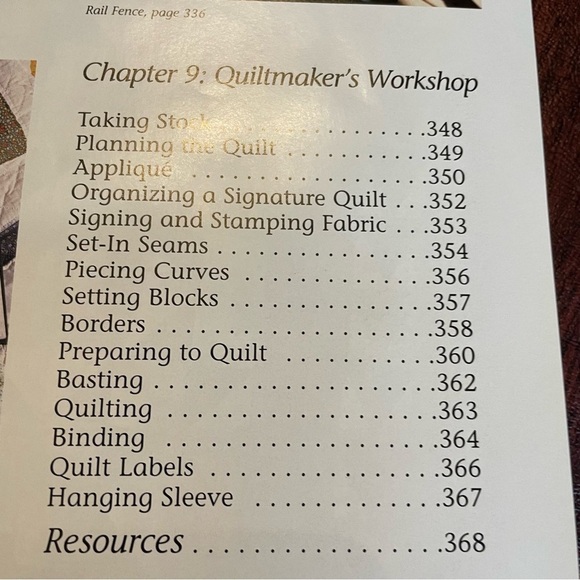 Rail Fence, page 336
Chapter 9: Quiltmaker's Workshop
Taking . . . . . . . . . . . .348
Planning the Quilt . . . . . . . . . . .349
Appliqué . . . . . . . . . . . . . . . . . .350
Organizing a Signature Quilt . . .352
Signing and Stamping Fabric . . .353
Set-In Seams . . . . . . . . . . . . . . . .354
Piecing Curves . . . . . . . . . . . . . .356
Setting Blocks . . . . . . . . . . . . . . .357
Borders . . . . . . . . . . . . . . . . . . . .358
Preparing to Quilt . . . . . . . . . . .360
Basting . . . . . . . . . . . . . . . . . . . .362
Quilting . . . . . . . . . . . . . . . . . . .363
Binding . . . . . . . . . . . . . . . . . . .364
Quilt Labels . . . . . . . . . . . . . . . .366
Hanging Sleeve . . . . . . . . . . . . .367
Resources . . . . . . . . . . . . . . . . . .368